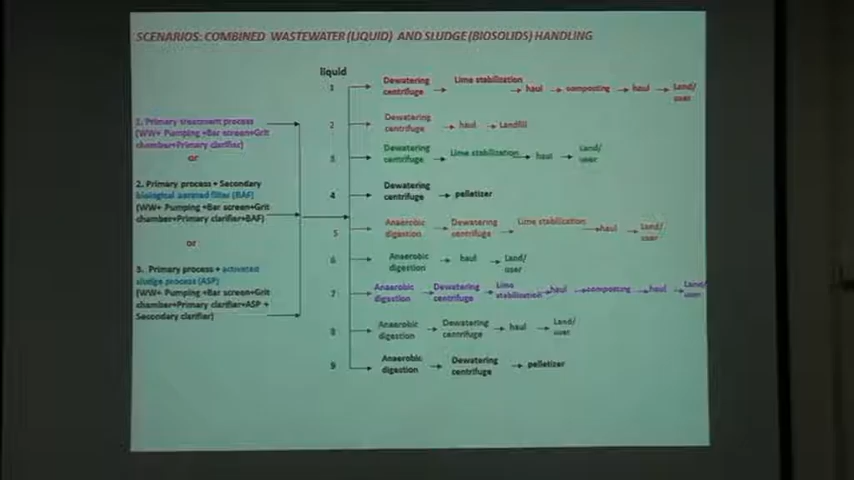 SCENARIOS: COMBINED WASTEWATER (LIQUID) AND SLUDGE (BIOSOLIDS) HANDLING
liquid
1. Primary treatment process
(WW+ Pumping +Bar screen+Grit
chamber+Primary clarifier)
or
2. Primary process + Secondary
biological aerated filter (BAF)
(WW+ Pumping +Bar screen+Grit
chamber+Primary clarifier+BAF)
or
3. Primary process + activated
sludge process (ASP)
(WW+ Pumping +Bar screen+Grit
chamber+Primary clarifier+ASP +
Secondary clarifier)
1 Dewatering centrifuge → Lime stabilization → haul → composting → haul → Land/ user
2 Dewatering centrifuge → haul → Landfill
3 Dewatering centrifuge → Lime stabilization → haul → Land/ user
4 Dewatering centrifuge → pelletizer
5 Anaerobic digestion → Dewatering centrifuge → Lime stabilization → haul → Land/ user
6 Anaerobic digestion → haul → Land/ user
7 Anaerobic digestion → Dewatering centrifuge → Lime stabilization → haul → composting → haul → Land/ user
8 Anaerobic digestion → Dewatering centrifuge → haul → Land/ user
9 Anaerobic digestion → Dewatering centrifuge → pelletizer